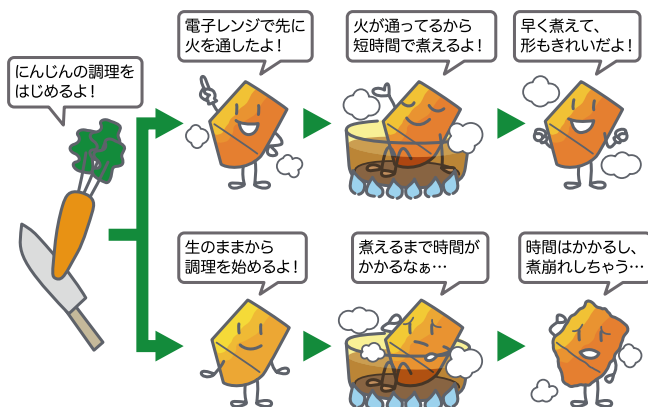 にんじんの調理を
はじめるよ！
電子レンジで先に
火を通したよ！
火が通ってるから
短時間で煮えるよ！
早く煮えて、
形もきれいだよ！
生のままから
調理を始めるよ！
煮えるまで時間が
かかるなぁ…
時間はかかるし、
煮崩れしちゃう…